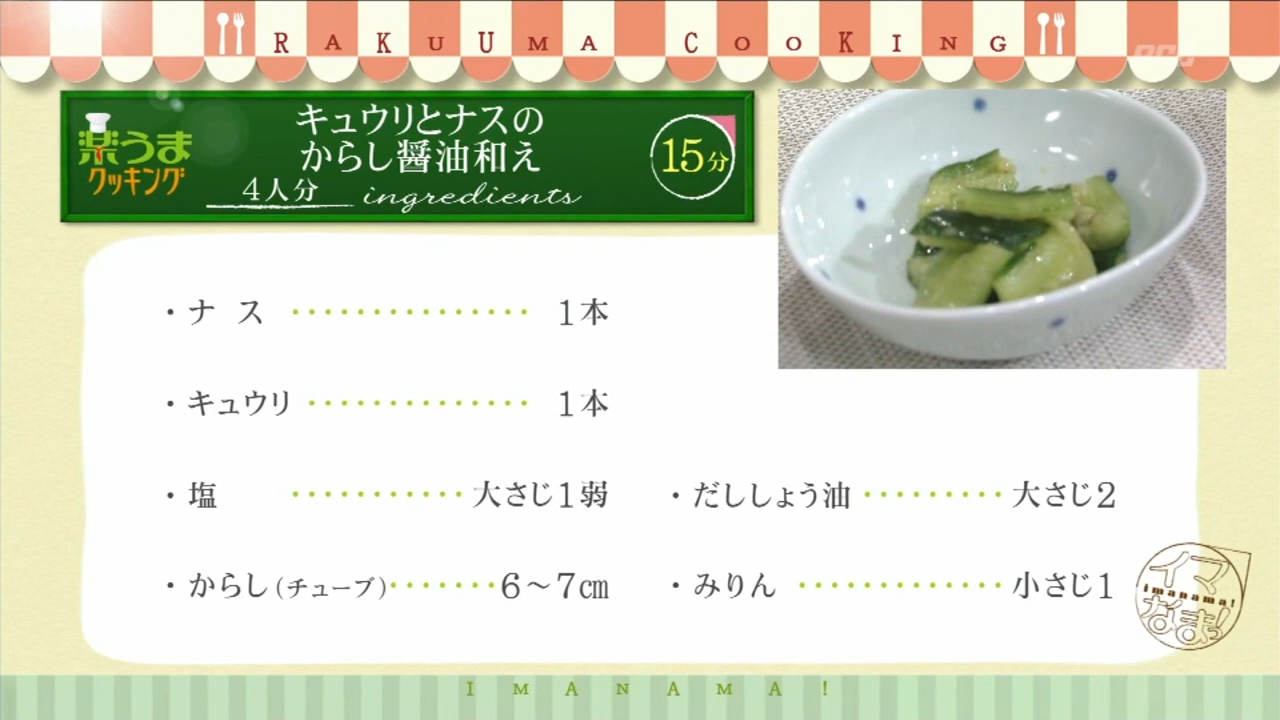 RAKUUMA COOKING
楽うま
クッキング
キュウリとナスの
からし醤油和え
4人分 ingredients
15分
・ナス ・・・・・・・・・・・・・・・ 1本
・キュウリ ・・・・・・・・・・・・・・ 1本
・塩 ・・・・・・・・・・・ 大さじ1弱
・からし(チューブ)・・・・・・・6〜7㎝
・だししょう油 ・・・・・・・・・ 大さじ2
・みりん ・・・・・・・・・・・・・ 小さじ1
イマ
imanama!
なまっ!
IMANAMA!